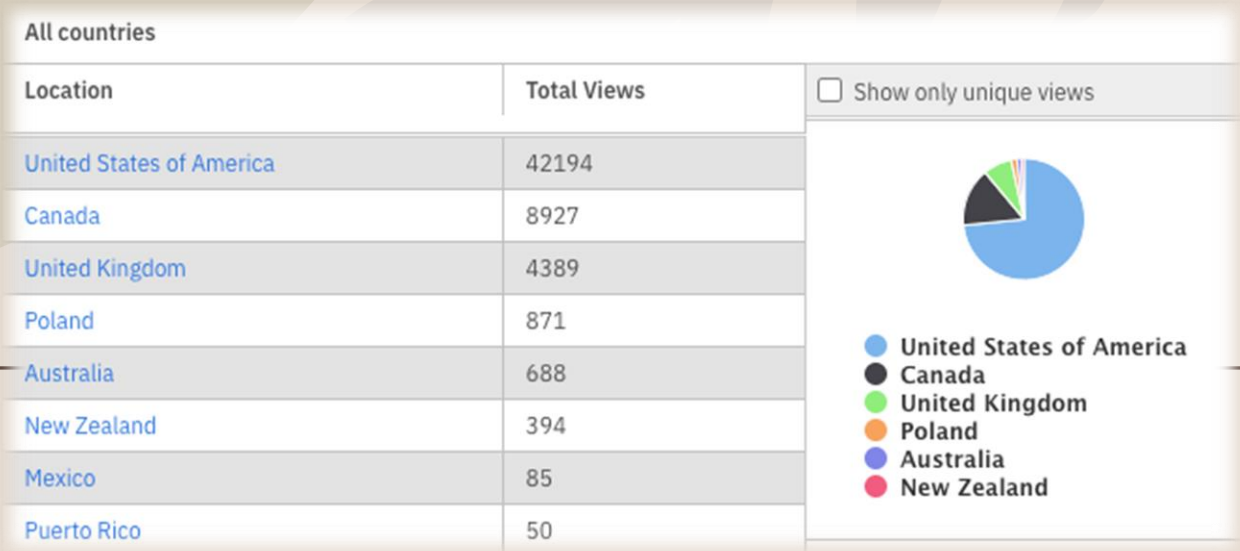 All countries
Location Total Views
Show only unique views
United States of America 42194
Canada 8927
United Kingdom 4389
Poland 871
Australia 688
New Zealand 394
Mexico 85
Puerto Rico 50
United States of America
Canada
United Kingdom
Poland
Australia
New Zealand